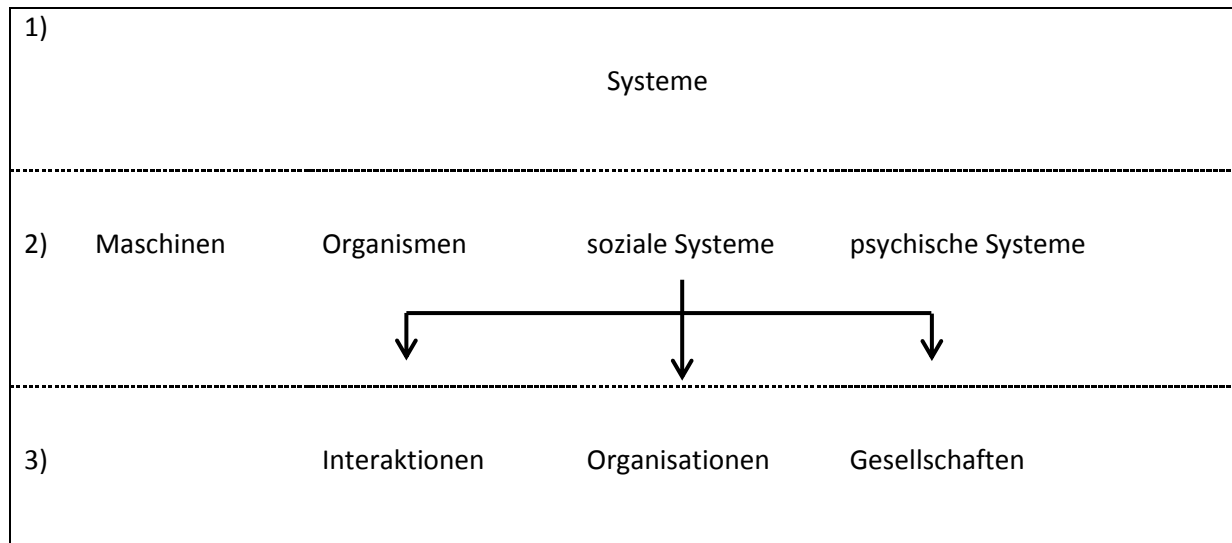 1)
Systeme
2) Maschinen Organismen soziale Systeme psychische Systeme
3) Interaktionen Organisationen Gesellschaften